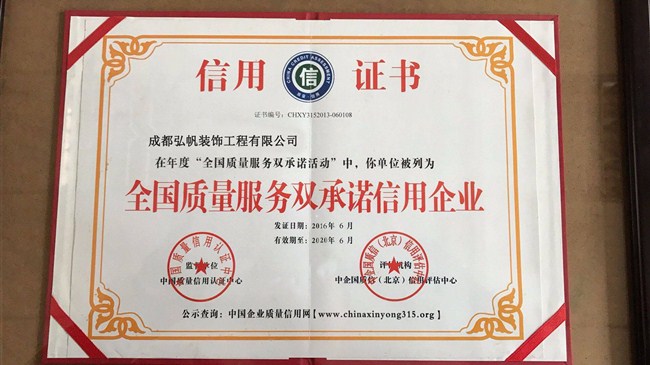 信用 信 证书
CHINA CREDIT ASSESSMENT
证书编号：CHXY3152013-060108
成都弘帆装饰工程有限公司
在年度“全国质量服务双承诺活动”中，你单位被列为
全国质量服务双承诺信用企业
发证日期：2016年 6 月
有效期至：2020年 6 月
监督单位 评估机构
中国质量信用认证中心 中企国质信（北京）信用评估中心
公示查询：中国企业质量信用网【www.chinaxinyong315.org】